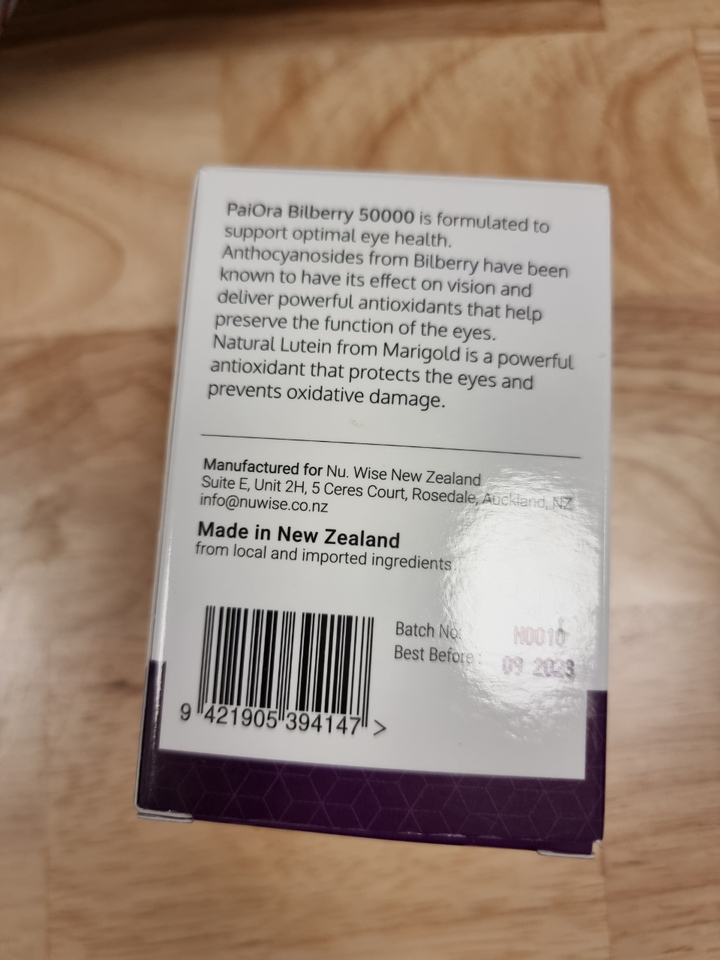 PaiOra Bilberry 50000 is formulated to
support optimal eye health.
Anthocyanosides from Bilberry have been
known to have its effect on vision and
deliver powerful antioxidants that help
preserve the function of the eyes.
Natural Lutein from Marigold is a powerful
antioxidant that protects the eyes and
prevents oxidative damage.
Manufactured for Nu. Wise New Zealand
Suite E, Unit 2H, 5 Ceres Court, Rosedale, Auckland, NZ
info@nuwise.co.nz
Made in New Zealand
from local and imported ingredients
Batch No: N0010
Best Before: 09 2023
9 421905 394147 >